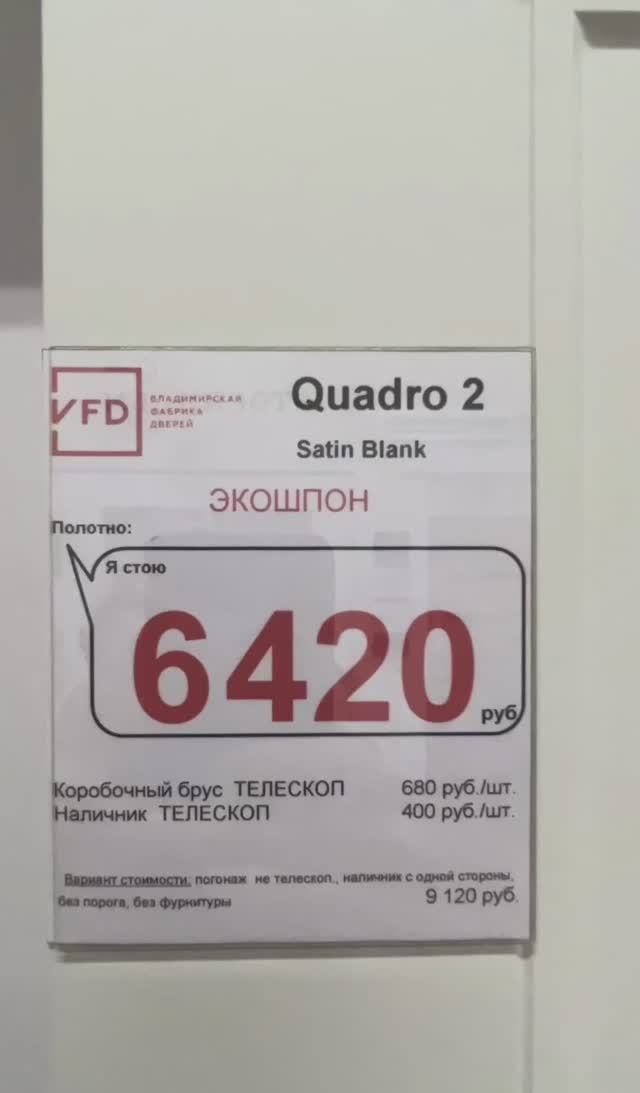 VFD
ВЛАДИМИРСКАЯ
ФАБРИКА
ДВЕРЕЙ
Quadro 2
Satin Blank
ЭКОШПОН
Полотно:
Я стою
6420 руб
Коробочный брус ТЕЛЕСКОП 680 руб./шт.
Наличник ТЕЛЕСКОП 400 руб./шт.
Вариант стоимости: погонаж не телескоп., наличник с одной стороны,
без порога, без фурнитуры 9 120 руб.